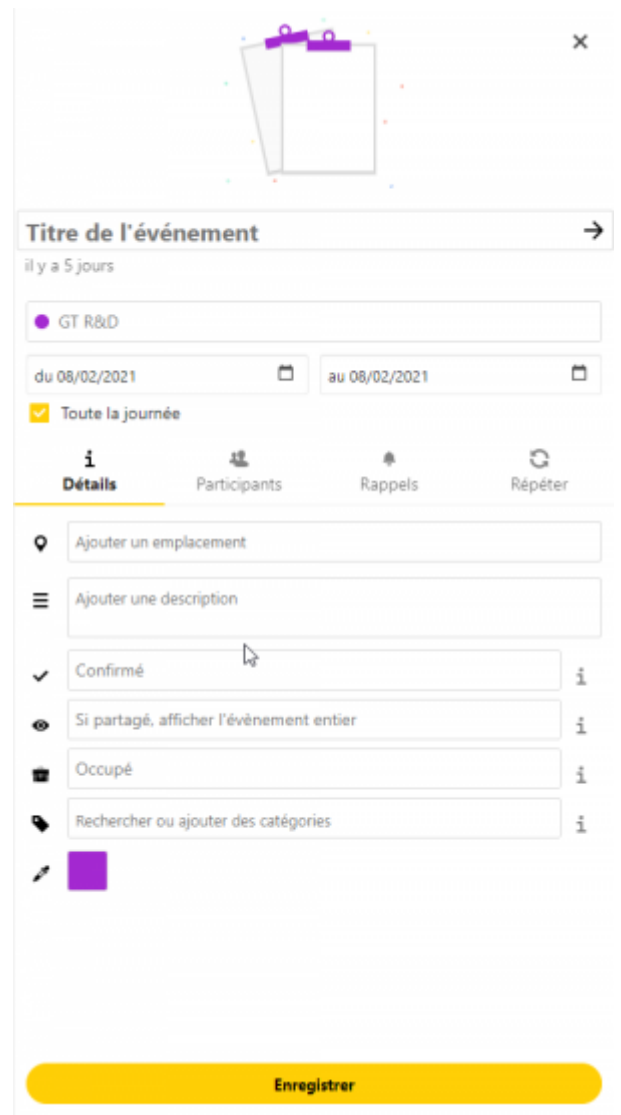 Titre de l'événement
il y a 5 jours
GT R&D
du 08/02/2021 au 08/02/2021
Toute la journée
Détails Participants Rappels Répéter
Ajouter un emplacement
Ajouter une description
Confirmé
Si partagé, afficher l'évènement entier
Occupé
Rechercher ou ajouter des catégories
Enregistrer